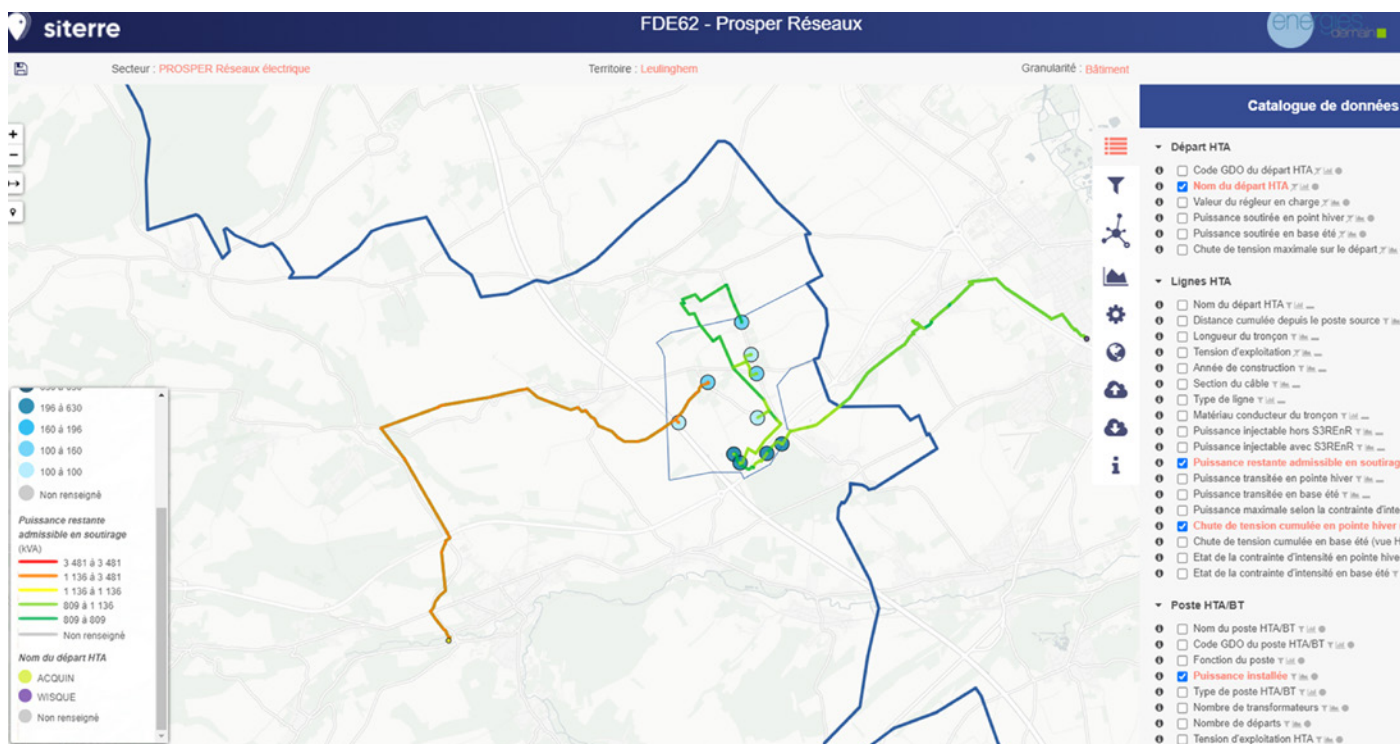 siterre
FDE62 - Prosper Réseaux
energies
demain
Secteur : PROSPER Réseaux électrique
Territoire : Leulinghem
Granularité : Bâtiment
+
−
196 à 630
160 à 196
100 à 160
100 à 100
Non renseigné
Puissance restante
admissible en soutirage
(kVA)
3 481 à 3 481
1 136 à 3 481
1 136 à 1 136
809 à 1 136
809 à 809
Non renseigné
Nom du départ HTA
ACQUIN
WISQUE
Non renseigné
Catalogue de données
Départ HTA
Code GDO du départ HTA
Nom du départ HTA
Valeur du régleur en charge
Puissance soutirée en point hiver
Puissance soutirée en base été
Chute de tension maximale sur le départ
Lignes HTA
Nom du départ HTA
Distance cumulée depuis le poste source
Longueur du tronçon
Tension d'exploitation
Année de construction
Section du câble
Type de ligne
Matériau conducteur du tronçon
Puissance injectable hors S3REnR
Puissance injectable avec S3REnR
Puissance restante admissible en soutirag
Puissance transitée en pointe hiver
Puissance transitée en base été
Puissance maximale selon la contrainte d'inte
Chute de tension cumulée en pointe hiver
Chute de tension cumulée en base été (vue H
Etat de la contrainte d'intensité en pointe hive
Etat de la contrainte d'intensité en base été
Poste HTA/BT
Nom du poste HTA/BT
Code GDO du poste HTA/BT
Fonction du poste
Puissance installée
Type de poste HTA/BT
Nombre de transformateurs
Nombre de départs
Tension d'exploitation HTA